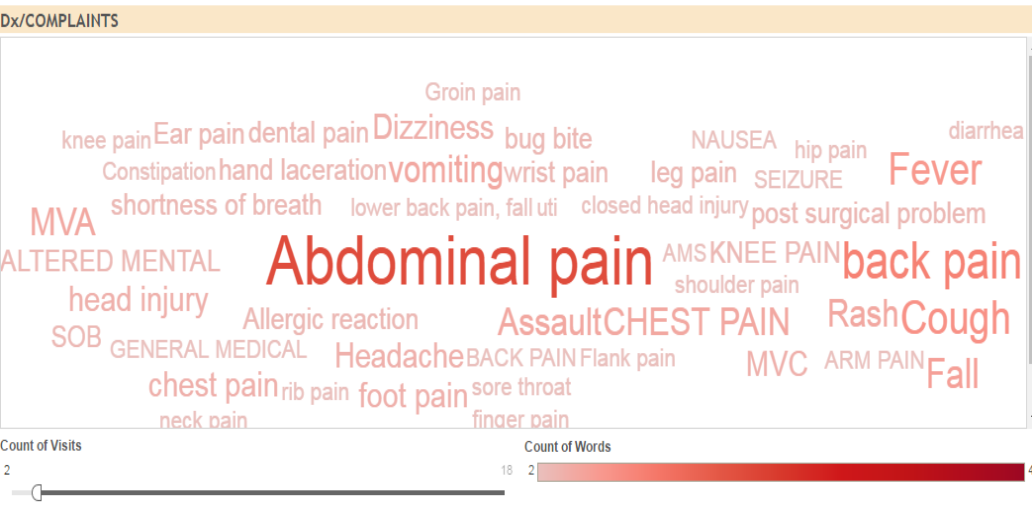 Dx/COMPLAINTS
Groin pain
knee pain Ear pain dental pain Dizziness bug bite NAUSEA hip pain diarrhea
Constipation hand laceration vomiting wrist pain leg pain SEIZURE Fever
MVA shortness of breath lower back pain, fall uti closed head injury post surgical problem
ALTERED MENTAL Abdominal pain AMS KNEE PAIN back pain
head injury shoulder pain
SOB Allergic reaction Assault CHEST PAIN Rash Cough
GENERAL MEDICAL Headache BACK PAIN Flank pain MVC ARM PAIN Fall
chest pain rib pain foot pain sore throat
neck pain finger pain
Count of Visits Count of Words
2 18 2